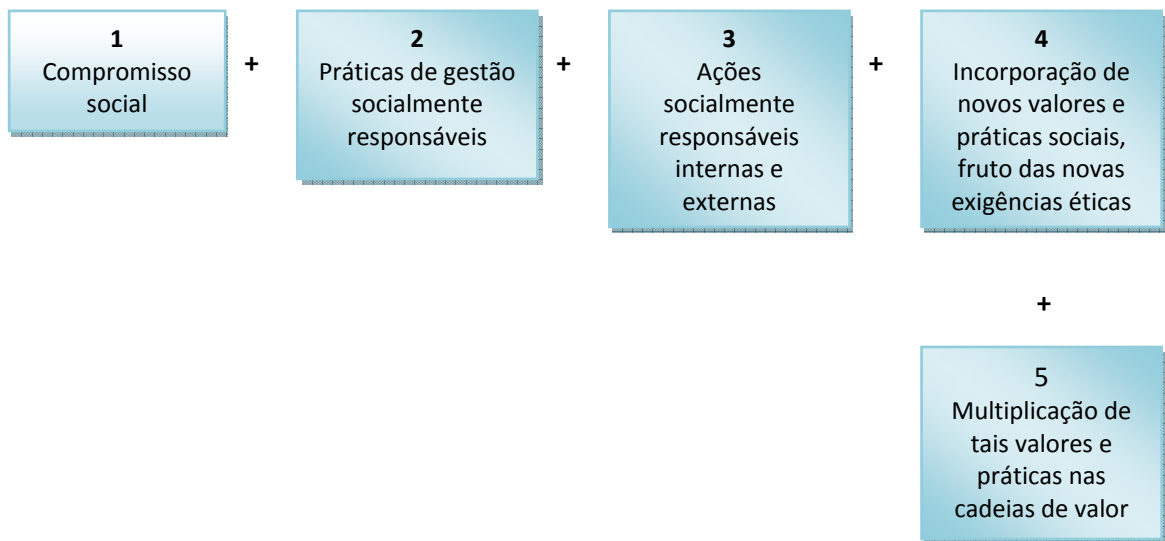 1
Compromisso
social
+
2
Práticas de gestão
socialmente
responsáveis
+
3
Ações
socialmente
responsáveis
internas e
externas
+
4
Incorporação de
novos valores e
práticas sociais,
fruto das novas
exigências éticas
+
5
Multiplicação de
tais valores e
práticas nas
cadeias de valor